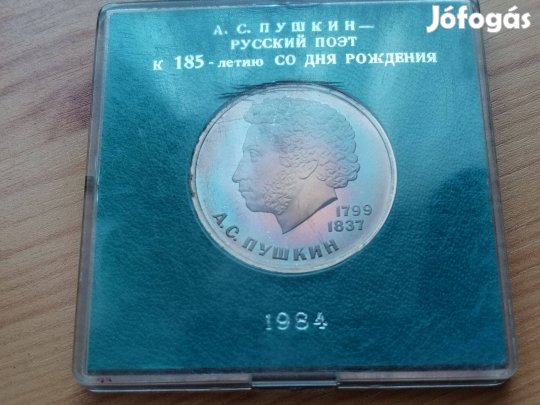 Jófogás
А. С. ПУШКИН—
РУССКИЙ ПОЭТ
К 185-летию СО ДНЯ РОЖДЕНИЯ
1799
1837
А.С. ПУШКИН
1984